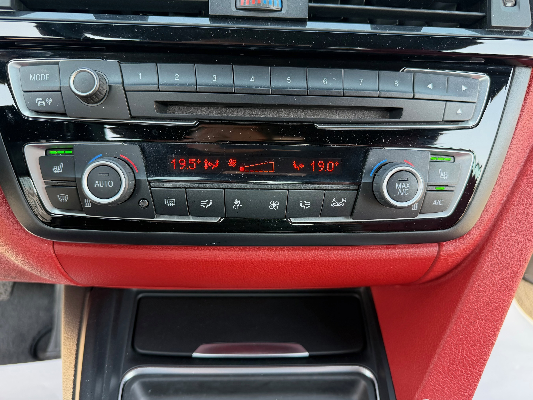 MODE 1 2 3 4 5 6 7 8
19.5° 19.0°
AUTO MAX A/C
A/C